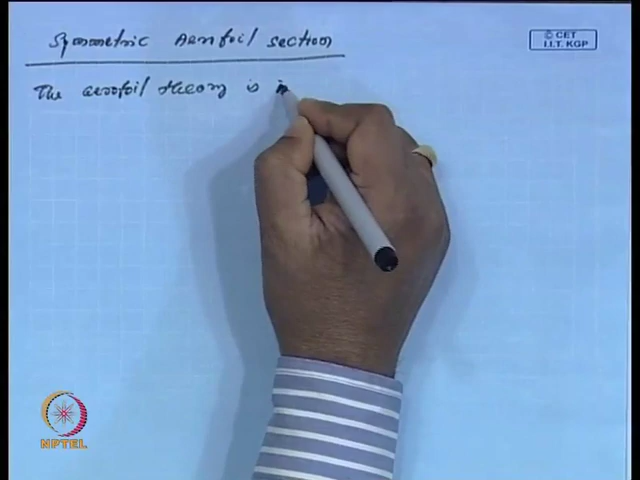 Symmetric Aerofoil section
© CET
I.I.T. KGP
The aerofoil theory is
NPTEL